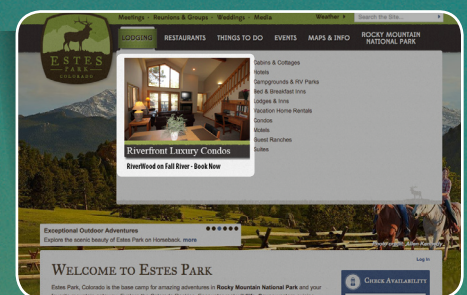 Meetings · Reunions & Groups · Weddings · Media
Weather
Search the Site...
LODGING
RESTAURANTS
THINGS TO DO
EVENTS
MAPS & INFO
ROCKY MOUNTAIN
NATIONAL PARK
ESTES
PARK
COLORADO
Cabins & Cottages
Hotels
Campgrounds & RV Parks
Bed & Breakfast Inns
Lodges & Inns
Vacation Home Rentals
Condos
Motels
Guest Ranches
Suites
Riverfront Luxury Condos
RiverWood on Fall River - Book Now
Exceptional Outdoor Adventures
Explore the scenic beauty of Estes Park on Horseback. more
Log in
WELCOME TO ESTES PARK
CHECK AVAILABILITY
Estes Park, Colorado is the base camp for amazing adventures in Rocky Mountain National Park and your